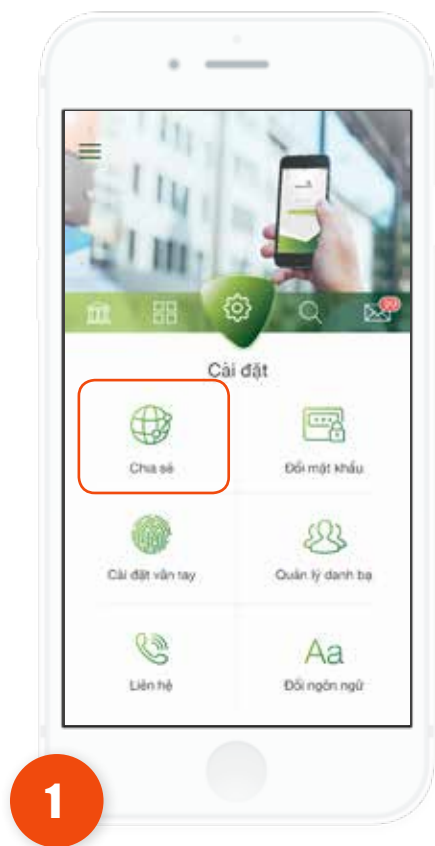 99
Cài đặt
Chia sẻ
Đổi mật khẩu
Cài đặt vân tay
Quản lý danh bạ
Liên hệ
Aa
Đổi ngôn ngữ
1